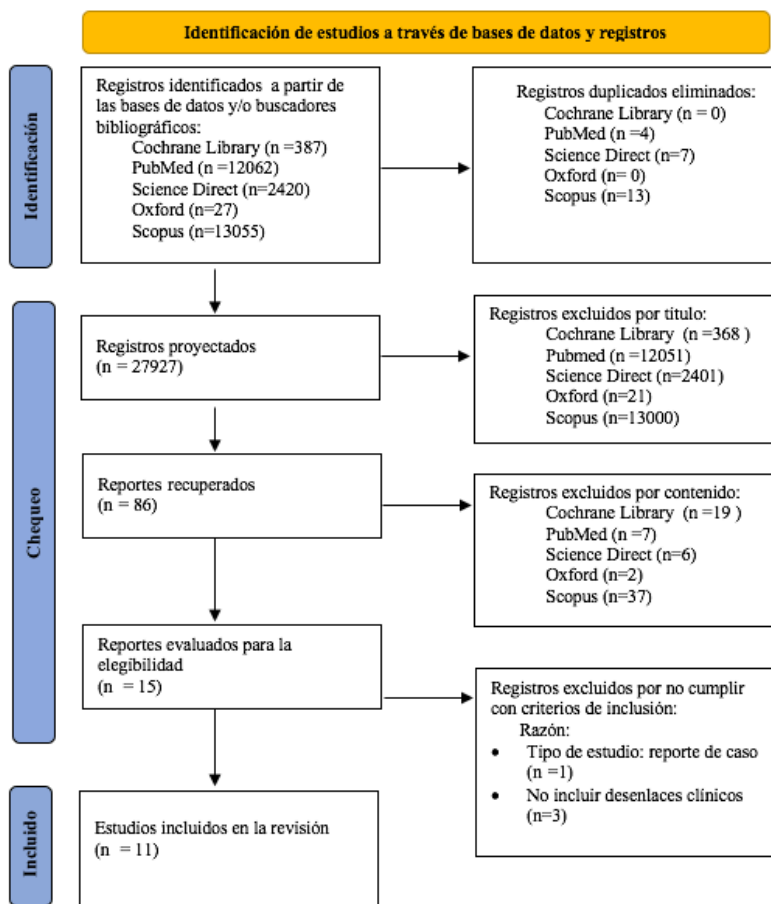 Identificación de estudios a través de bases de datos y registros
Identificación
Registros identificados a partir de
las bases de datos y/o buscadores
bibliográficos:
Cochrane Library (n =387)
PubMed (n =12062)
Science Direct (n=2420)
Oxford (n=27)
Scopus (n=13055)
Registros duplicados eliminados:
Cochrane Library (n = 0)
PubMed (n =4)
Science Direct (n=7)
Oxford (n= 0)
Scopus (n=13)
Chequeo
Registros proyectados
(n = 27927)
Registros excluidos por titulo:
Cochrane Library (n =368 )
Pubmed (n =12051)
Science Direct (n=2401)
Oxford (n=21)
Scopus (n=13000)
Reportes recuperados
(n = 86)
Registros excluidos por contenido:
Cochrane Library (n =19 )
PubMed (n =7)
Science Direct (n=6)
Oxford (n=2)
Scopus (n=37)
Reportes evaluados para la
elegibilidad
(n = 15)
Registros excluidos por no cumplir
con criterios de inclusión:
Razón:
• Tipo de estudio: reporte de caso
(n =1)
• No incluir desenlaces clínicos
(n=3)
Incluido
Estudios incluidos en la revisión
(n = 11)